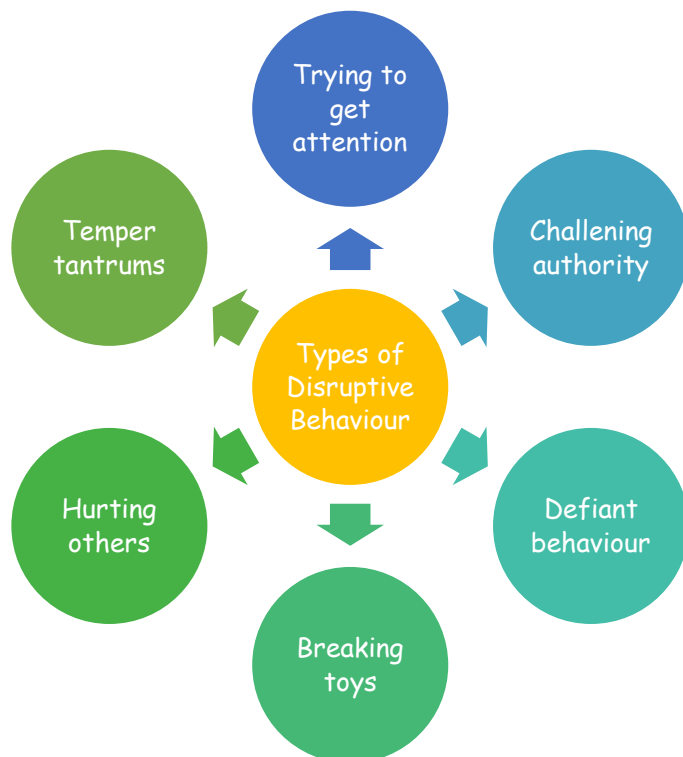 Trying to
get
attention
Challening
authority
Defiant
behaviour
Breaking
toys
Hurting
others
Temper
tantrums
Types of
Disruptive
Behaviour